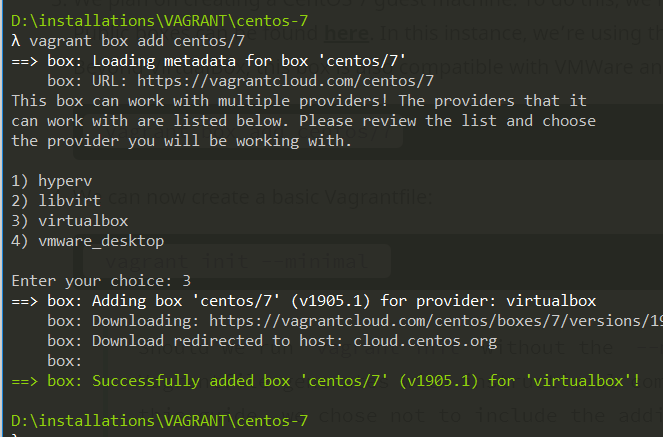 D:\installations\VAGRANT\centos-7
λ vagrant box add centos/7
==> box: Loading metadata for box 'centos/7'
box: URL: https://vagrantcloud.com/centos/7
This box can work with multiple providers! The providers that it
can work with are listed below. Please review the list and choose
the provider you will be working with.
1) hyperv
2) libvirt
3) virtualbox
4) vmware_desktop
Enter your choice: 3
==> box: Adding box 'centos/7' (v1905.1) for provider: virtualbox
box: Downloading: https://vagrantcloud.com/centos/boxes/7/versions/19
box: Download redirected to host: cloud.centos.org
box:
==> box: Successfully added box 'centos/7' (v1905.1) for 'virtualbox'!
D:\installations\VAGRANT\centos-7